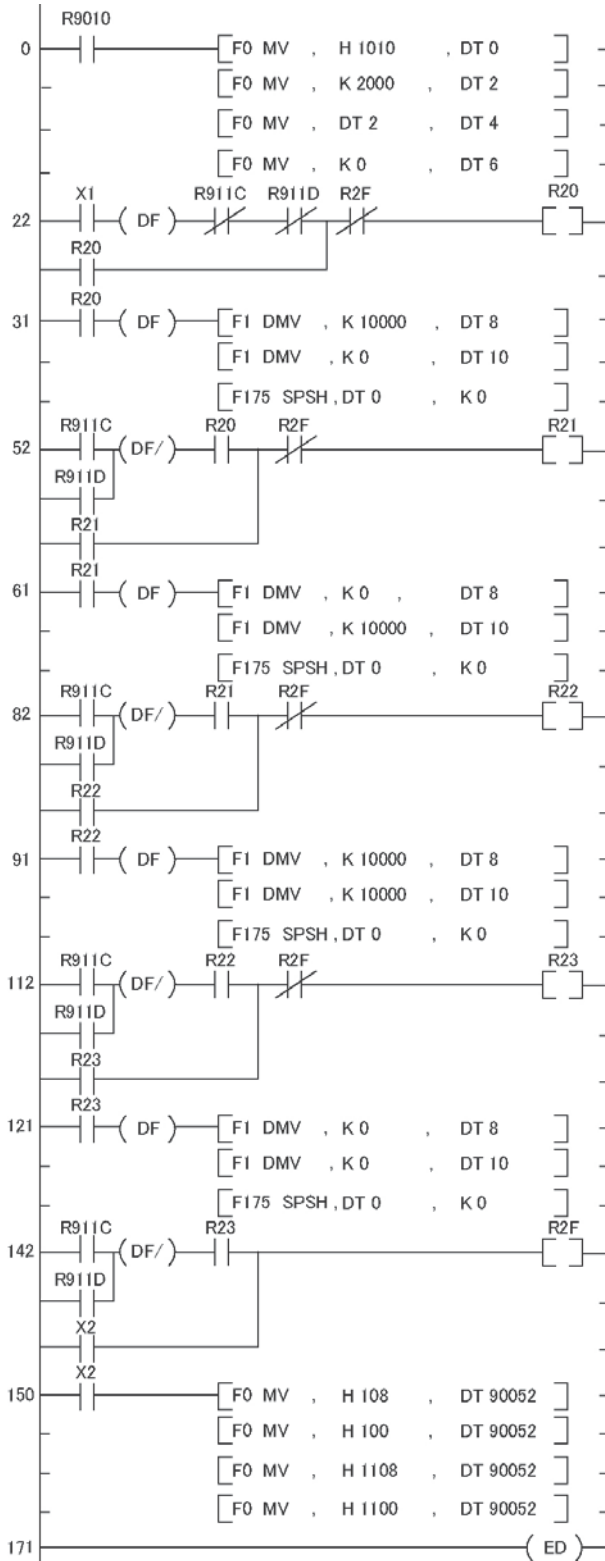 R9010
0 F0 MV , H 1010 , DT 0
F0 MV , K 2000 , DT 2
F0 MV , DT 2 , DT 4
F0 MV , K 0 , DT 6
X1 R911C R911D R2F R20
22 ( DF )
R20
R20
31 ( DF ) F1 DMV , K 10000 , DT 8
F1 DMV , K 0 , DT 10
F175 SPSH , DT 0 , K 0
R911C R20 R2F R21
52 ( DF/ )
R911D
R21
R21
61 ( DF ) F1 DMV , K 0 , DT 8
F1 DMV , K 10000 , DT 10
F175 SPSH , DT 0 , K 0
R911C R21 R2F R22
82 ( DF/ )
R911D
R22
R22
91 ( DF ) F1 DMV , K 10000 , DT 8
F1 DMV , K 10000 , DT 10
F175 SPSH , DT 0 , K 0
R911C R22 R2F R23
112 ( DF/ )
R911D
R23
R23
121 ( DF ) F1 DMV , K 0 , DT 8
F1 DMV , K 0 , DT 10
F175 SPSH , DT 0 , K 0
R911C R23 R2F
142 ( DF/ )
R911D
X2
X2
150 F0 MV , H 108 , DT 90052
F0 MV , H 100 , DT 90052
F0 MV , H 1108 , DT 90052
F0 MV , H 1100 , DT 90052
171 ( ED )